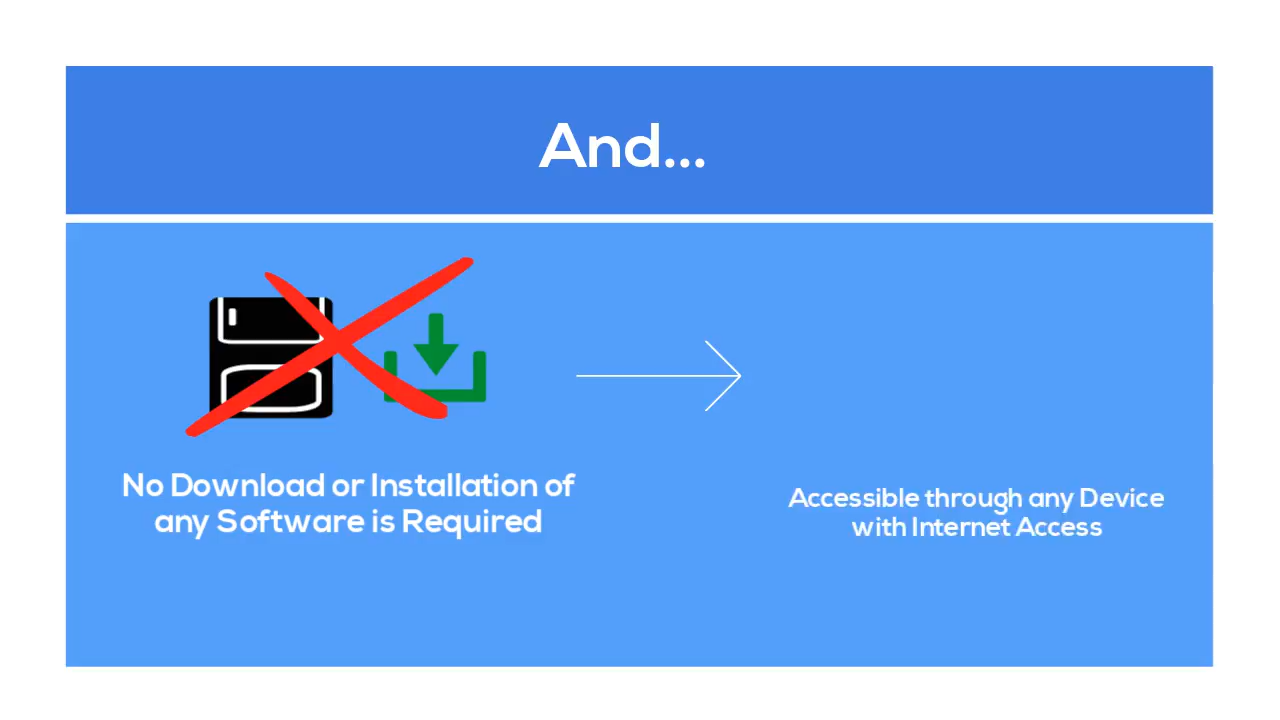 And...
No Download or Installation of
any Software is Required
Accessible through any Device
with Internet Access